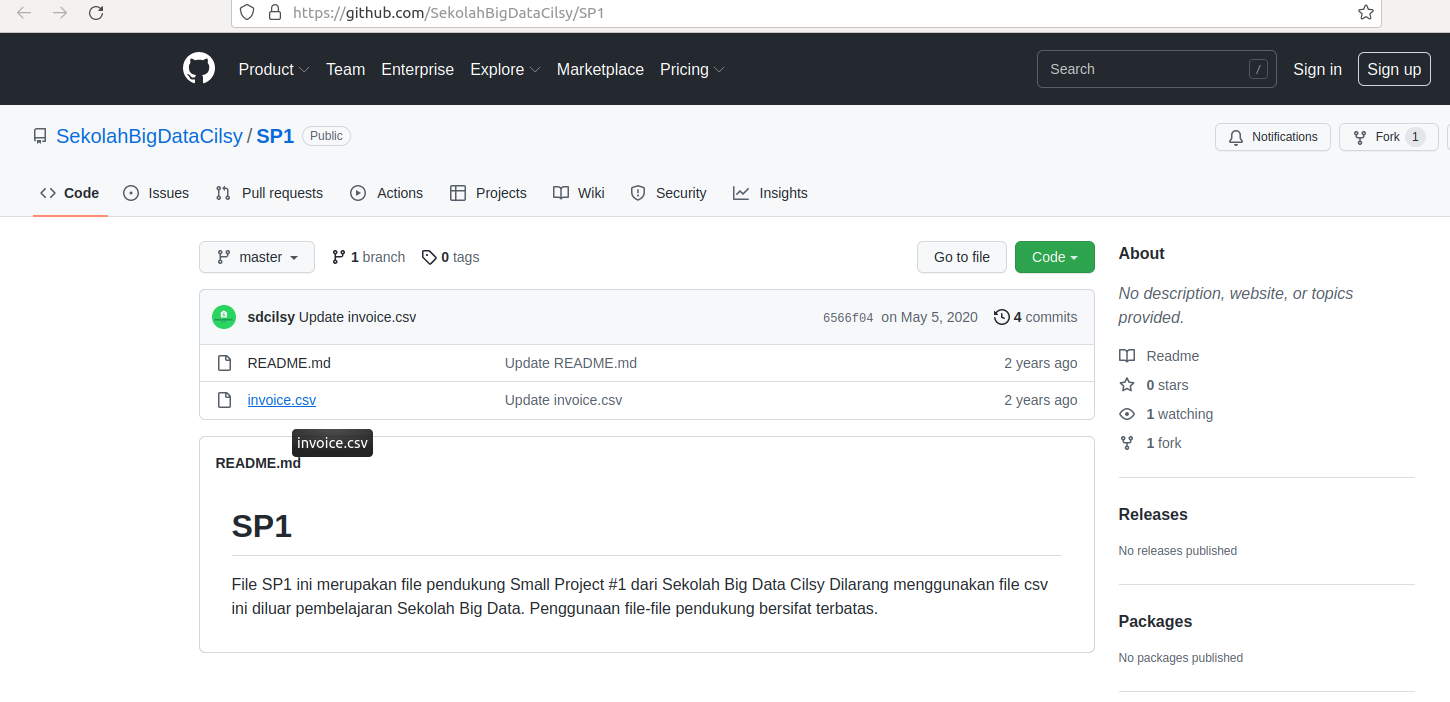 https://github.com/SekolahBigDataCilsy/SP1
Product Team Enterprise Explore Marketplace Pricing Search / Sign in Sign up
SekolahBigDataCilsy / SP1 Public Notifications Fork 1
Code Issues Pull requests Actions Projects Wiki Security Insights
master 1 branch 0 tags Go to file Code
sdcilsy Update invoice.csv 6566f04 on May 5, 2020 4 commits
README.md Update README.md 2 years ago
invoice.csv Update invoice.csv 2 years ago
invoice.csv
README.md
SP1
File SP1 ini merupakan file pendukung Small Project #1 dari Sekolah Big Data Cilsy Dilarang menggunakan file csv
ini diluar pembelajaran Sekolah Big Data. Penggunaan file-file pendukung bersifat terbatas.
About
No description, website, or topics
provided.
Readme
0 stars
1 watching
1 fork
Releases
No releases published
Packages
No packages published